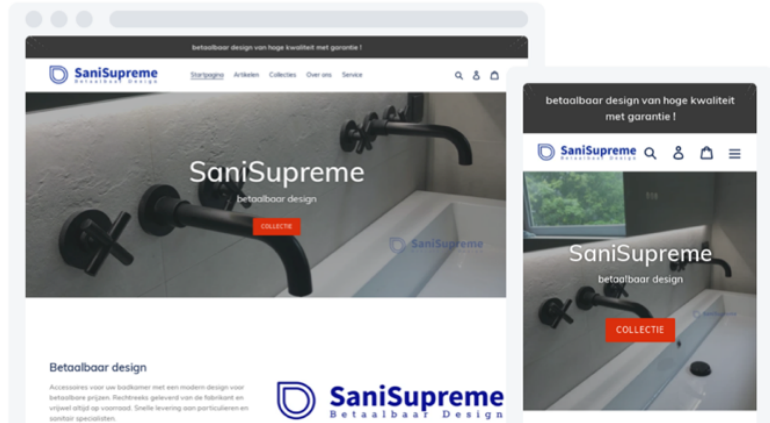 betaalbaar design van hoge kwaliteit met garantie !
SaniSupreme
Betaalbaar Design
Startpagina Artikelen Collecties Over ons Service
SaniSupreme
betaalbaar design
COLLECTIE
SaniSupreme
Betaalbaar design
Accessoires voor uw badkamer met een modern design voor
betaalbare prijzen. Rechtreeks geleverd van de fabrikant en
vrijwel altijd op voorraad. Snelle levering aan particulieren en
sanitair specialisten.
SaniSupreme
Betaalbaar Design
betaalbaar design van hoge kwaliteit
met garantie !
SaniSupreme
Betaalbaar Design
SaniSupreme
betaalbaar design
SaniSupreme
COLLECTIE